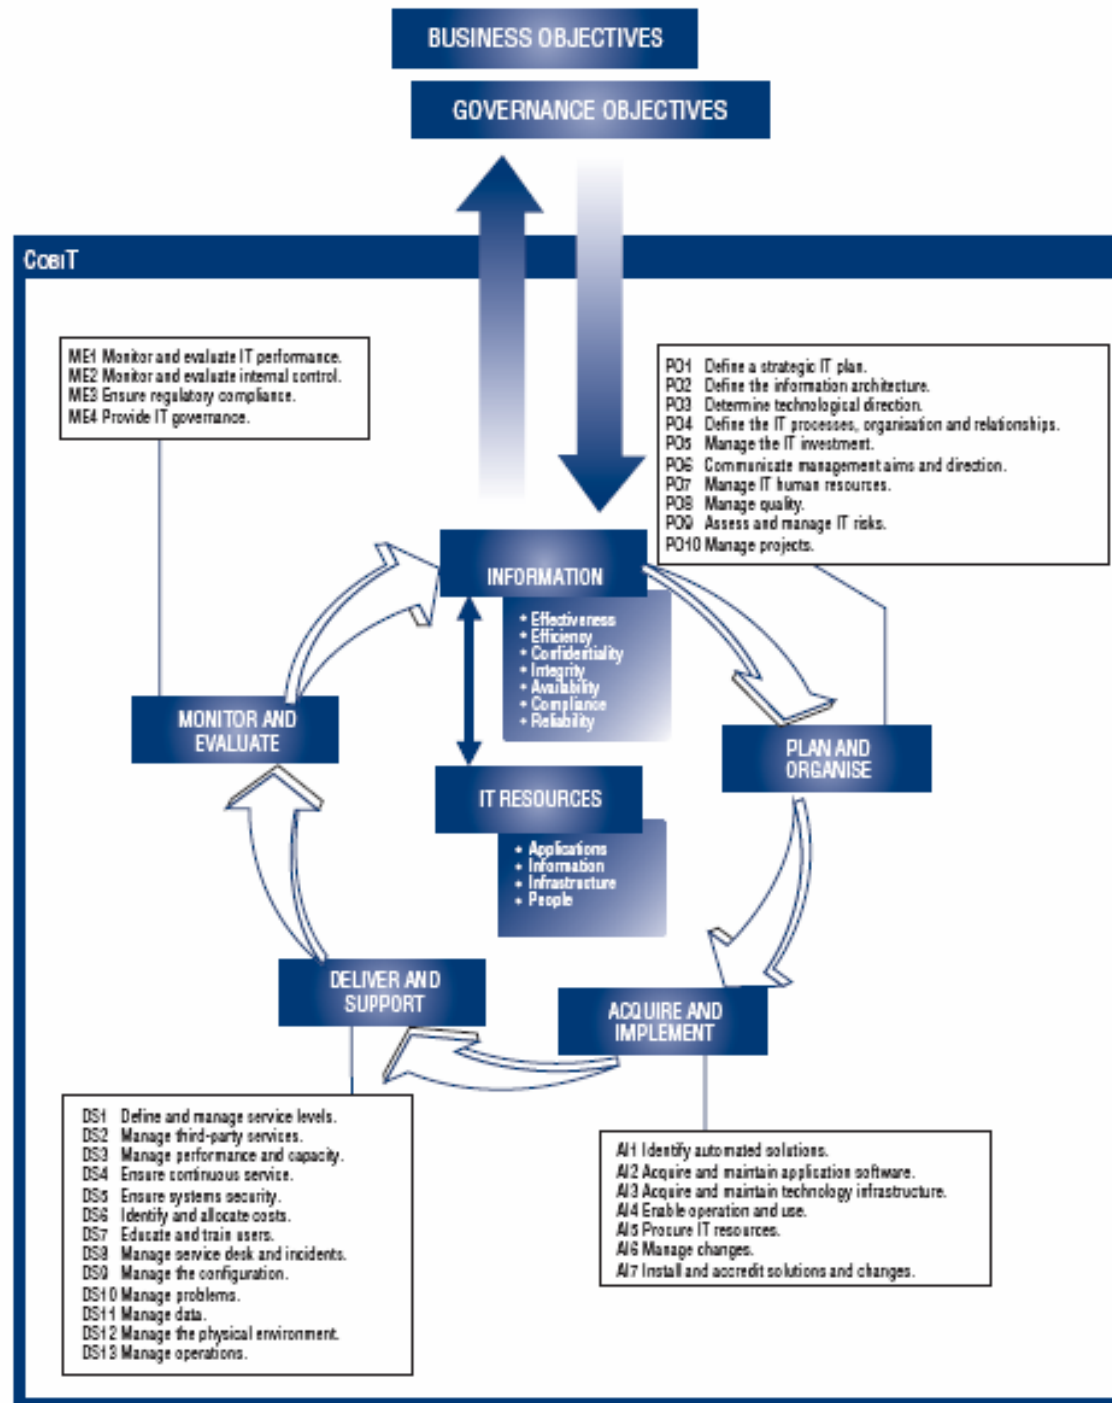 BUSINESS OBJECTIVES
GOVERNANCE OBJECTIVES
COBIT
ME1 Monitor and evaluate IT performance.
ME2 Monitor and evaluate internal control.
ME3 Ensure regulatory compliance.
ME4 Provide IT governance.
PO1 Define a strategic IT plan.
PO2 Define the information architecture.
PO3 Determine technological direction.
PO4 Define the IT processes, organisation and relationships.
PO5 Manage the IT investment.
PO6 Communicate management aims and direction.
PO7 Manage IT human resources.
PO8 Manage quality.
PO9 Assess and manage IT risks.
PO10 Manage projects.
INFORMATION
• Effectiveness
• Efficiency
• Confidentiality
• Integrity
• Availability
• Compliance
• Reliability
MONITOR AND
EVALUATE
PLAN AND
ORGANISE
IT RESOURCES
• Applications
• Information
• Infrastructure
• People
DELIVER AND
SUPPORT
ACQUIRE AND
IMPLEMENT
DS1 Define and manage service levels.
DS2 Manage third-party services.
DS3 Manage performance and capacity.
DS4 Ensure continuous service.
DS5 Ensure systems security.
DS6 Identify and allocate costs.
DS7 Educate and train users.
DS8 Manage service desk and incidents.
DS9 Manage the configuration.
DS10 Manage problems.
DS11 Manage data.
DS12 Manage the physical environment.
DS13 Manage operations.
AI1 Identify automated solutions.
AI2 Acquire and maintain application software.
AI3 Acquire and maintain technology infrastructure.
AI4 Enable operation and use.
AI5 Procure IT resources.
AI6 Manage changes.
AI7 Install and accredit solutions and changes.